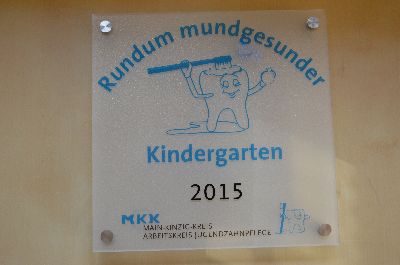 Rundum mundgesunder
Kindergarten
2015
MKK
MAIN-KINZIG-KREIS
ARBEITSKREIS JUGENDZAHNPFLEGE